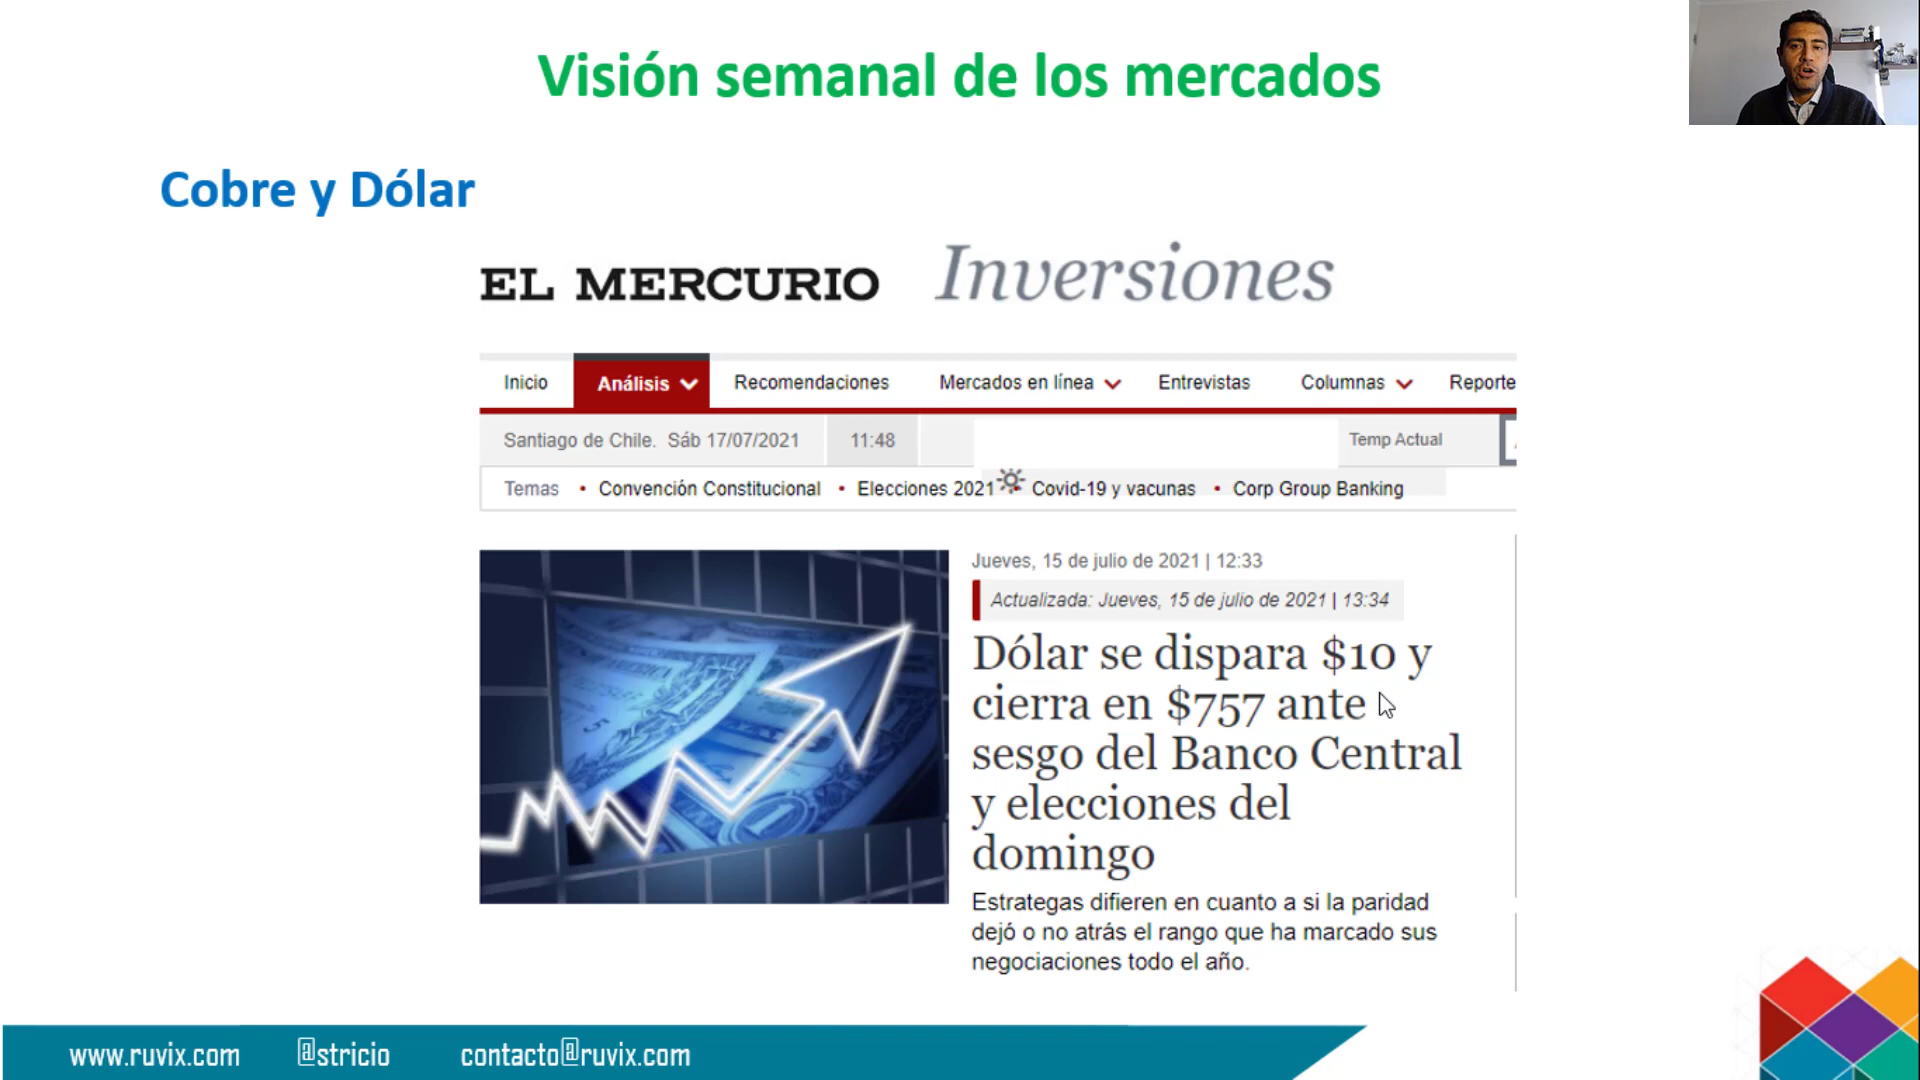 Visión semanal de los mercados
Cobre y Dólar
EL MERCURIO Inversiones
Inicio Análisis Recomendaciones Mercados en línea Entrevistas Columnas Reporte
Santiago de Chile. Sáb 17/07/2021 11:48 Temp Actual
Temas • Convención Constitucional • Elecciones 2021 • Covid-19 y vacunas • Corp Group Banking
Jueves, 15 de julio de 2021 | 12:33
Actualizada: Jueves, 15 de julio de 2021 | 13:34
Dólar se dispara $10 y
cierra en $757 ante
sesgo del Banco Central
y elecciones del
domingo
Estrategas difieren en cuanto a si la paridad
dejó o no atrás el rango que ha marcado sus
negociaciones todo el año.
www.ruvix.com @stricio contacto@ruvix.com